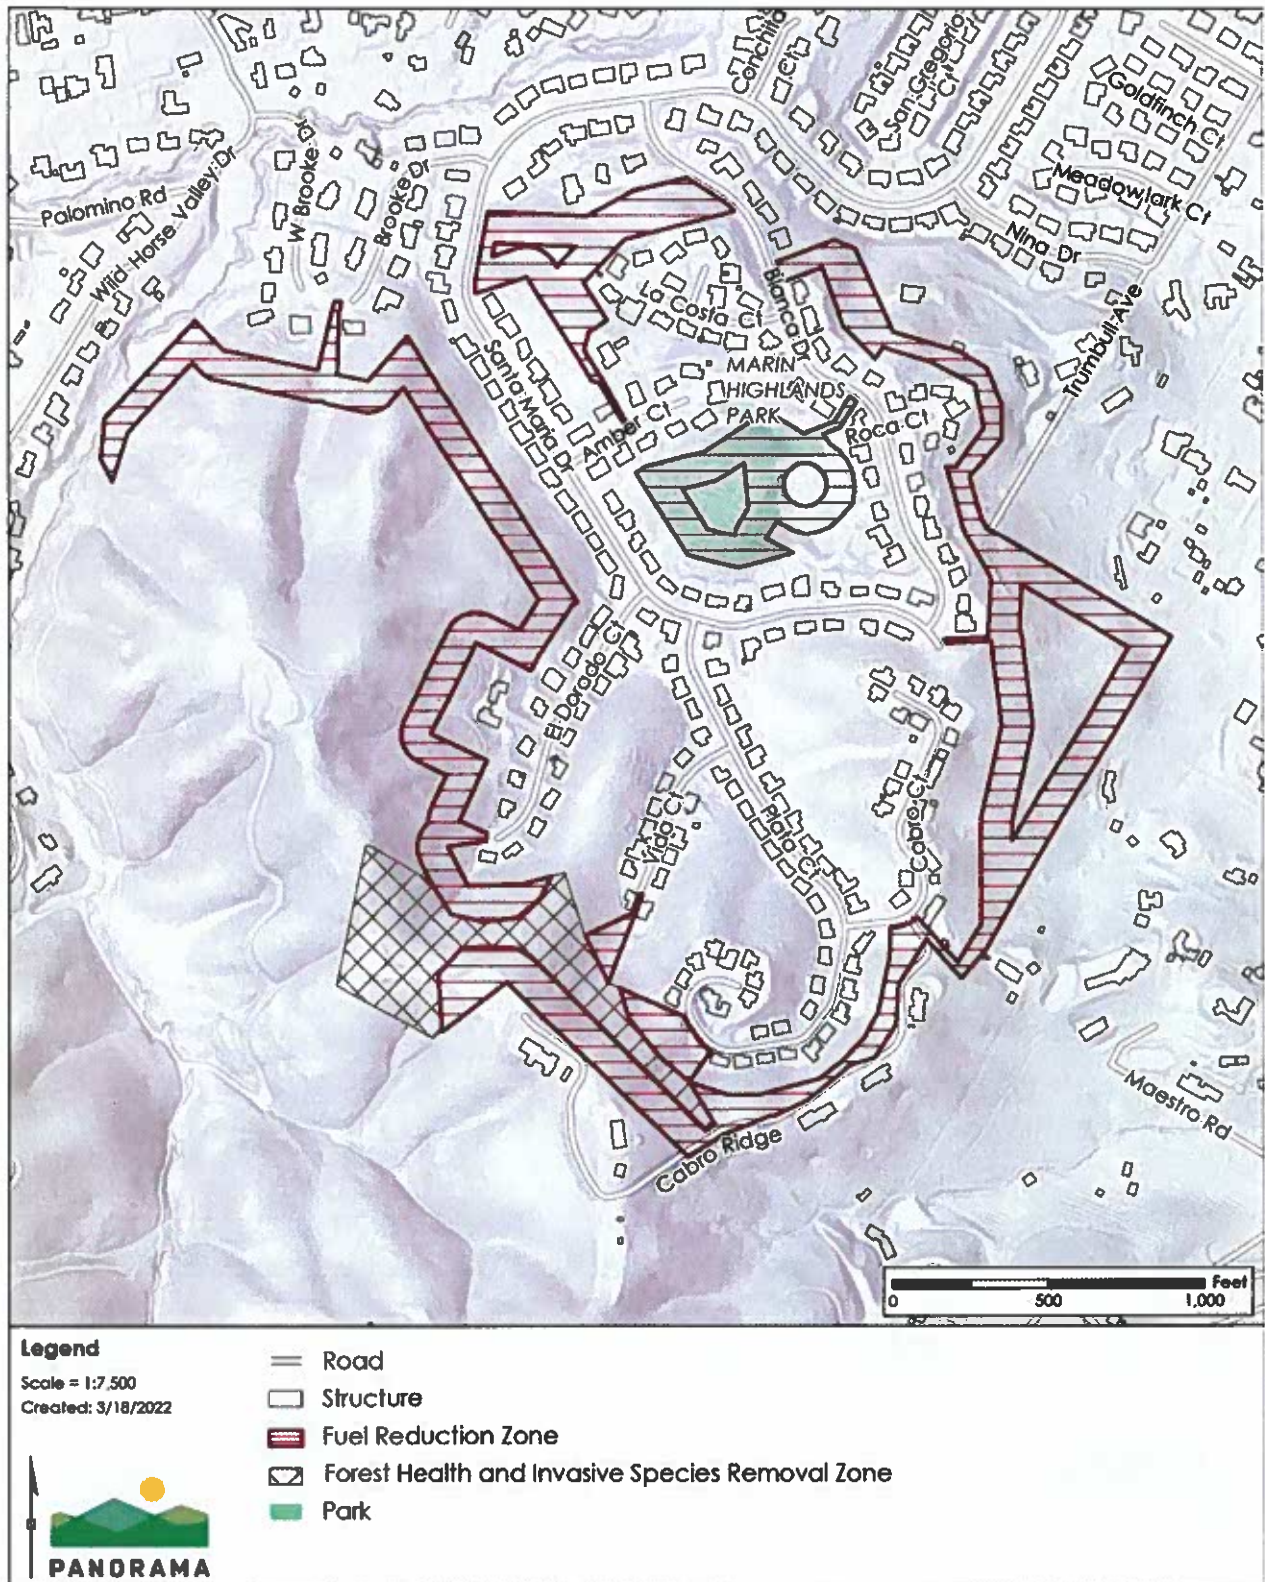 Conchita
Ct
San Gregorio
Ct
Goldfinch Ct
Meadowlark Ct
Nina Dr
W Brooke Dr
Brooke Dr
Palomino Rd
Wild Horse Valley Dr
La Costa Ct
Blanca Dr
Trumbull Ave
Santa Maria Dr
MARIN
HIGHLANDS
PARK
Amber Ct
Roca Ct
El Dorado Ct
Vida Ct
Plata Ct
Cabro Ct
Maestro Rd
Cabro Ridge
Feet
0 500 1,000
Legend
Scale = 1:7,500
Created: 3/18/2022
Road
Structure
Fuel Reduction Zone
Forest Health and Invasive Species Removal Zone
Park
PANORAMA